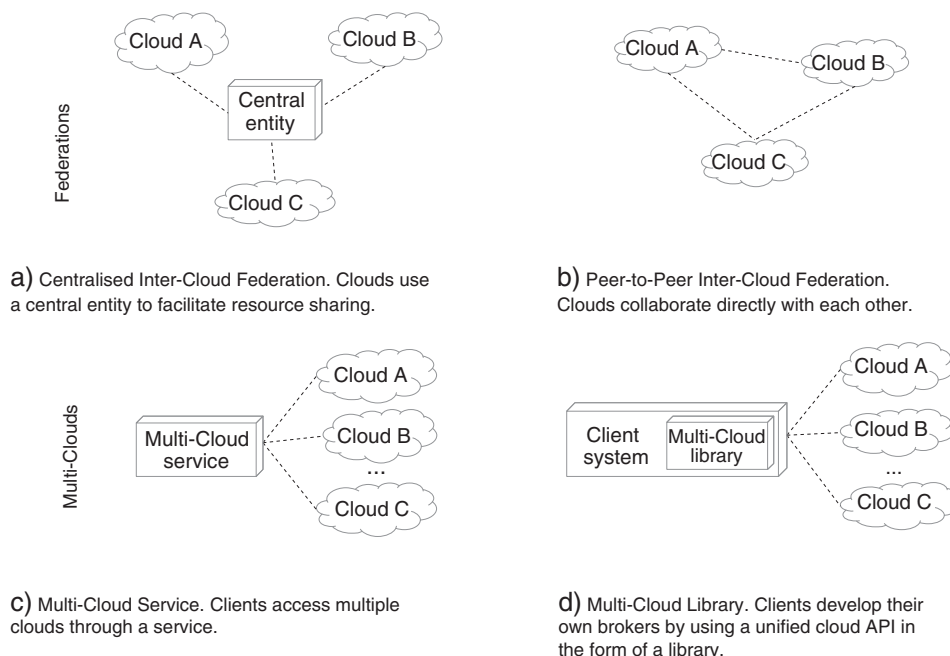 Federations
Cloud A
Cloud B
Central
entity
Cloud C
a) Centralised Inter-Cloud Federation. Clouds use
a central entity to facilitate resource sharing.
Cloud A
Cloud B
Cloud C
b) Peer-to-Peer Inter-Cloud Federation.
Clouds collaborate directly with each other.
Multi-Clouds
Multi-Cloud
service
Cloud A
Cloud B
...
Cloud C
c) Multi-Cloud Service. Clients access multiple
clouds through a service.
Client
system
Multi-Cloud
library
Cloud A
Cloud B
...
Cloud C
d) Multi-Cloud Library. Clients develop their
own brokers by using a unified cloud API in
the form of a library.